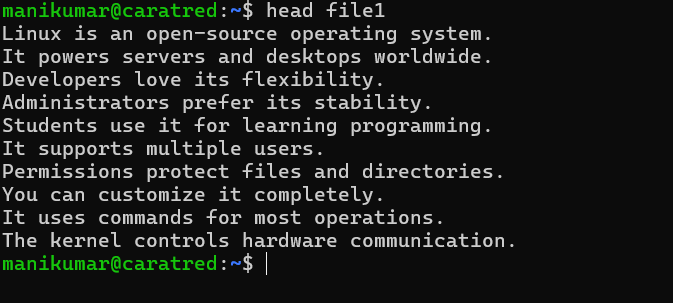 manikumar@caratred:~$ head file1
Linux is an open-source operating system.
It powers servers and desktops worldwide.
Developers love its flexibility.
Administrators prefer its stability.
Students use it for learning programming.
It supports multiple users.
Permissions protect files and directories.
You can customize it completely.
It uses commands for most operations.
The kernel controls hardware communication.
manikumar@caratred:~$